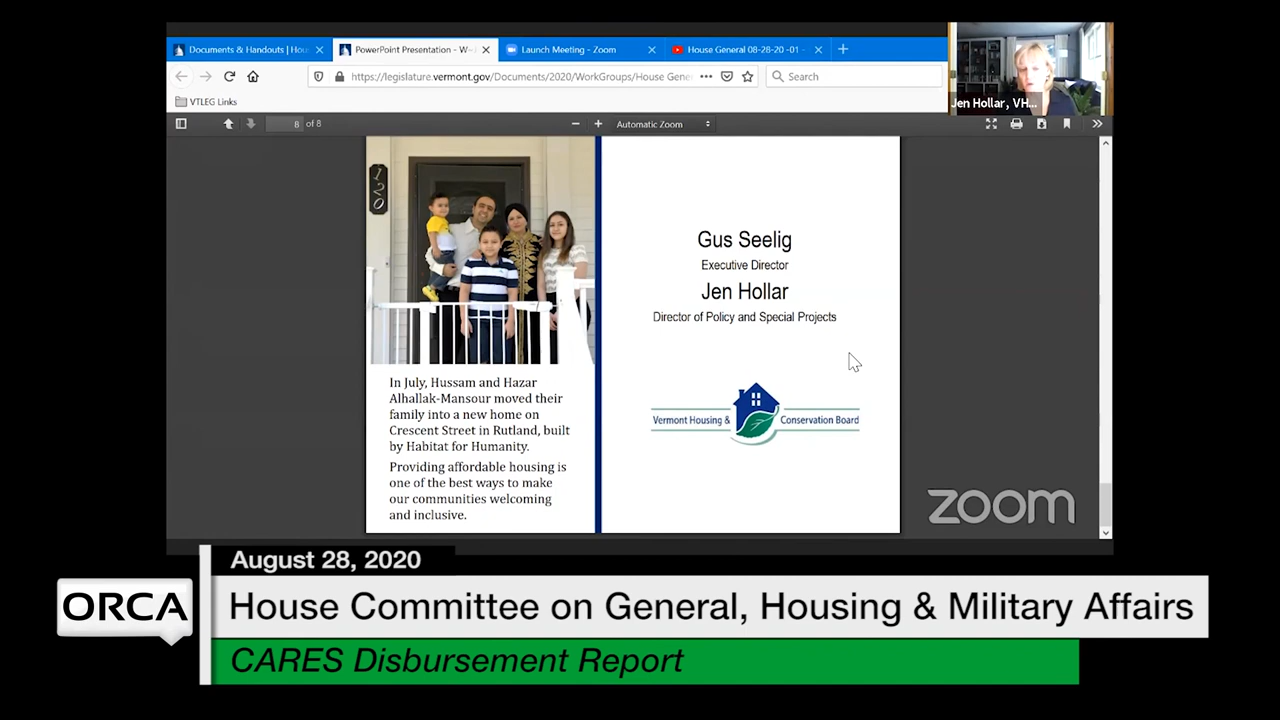 Documents & Handouts | Hou
PowerPoint Presentation - W-
Launch Meeting - Zoom
House General 08-28-20 -01 -
https://legislature.vermont.gov/Documents/2020/WorkGroups/House Gene
Search
VTLEG Links
Jen Hollar, VH...
8 of 8
Automatic Zoom
120
Gus Seelig
Executive Director
Jen Hollar
Director of Policy and Special Projects
Vermont Housing & Conservation Board
In July, Hussam and Hazar
Alhallak-Mansour moved their
family into a new home on
Crescent Street in Rutland, built
by Habitat for Humanity.
Providing affordable housing is
one of the best ways to make
our communities welcoming
and inclusive.
zoom
August 28, 2020
ORCA
House Committee on General, Housing & Military Affairs
CARES Disbursement Report